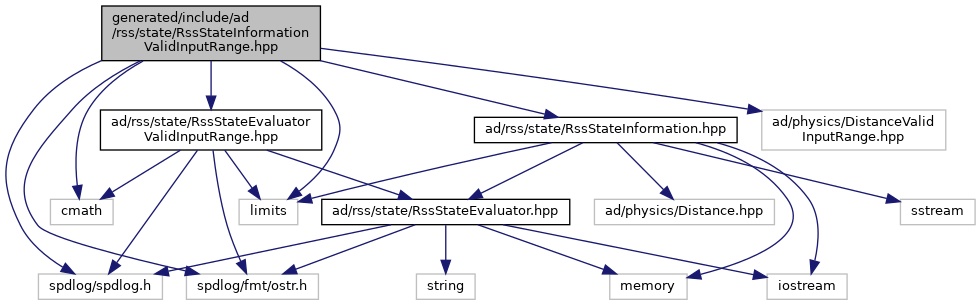 generated/include/ad
/rss/state/RssStateInformation
ValidInputRange.hpp
ad/rss/state/RssStateEvaluator
ValidInputRange.hpp
ad/rss/state/RssStateInformation.hpp
ad/physics/DistanceValid
InputRange.hpp
cmath
limits
ad/rss/state/RssStateEvaluator.hpp
ad/physics/Distance.hpp
sstream
spdlog/spdlog.h
spdlog/fmt/ostr.h
string
memory
iostream